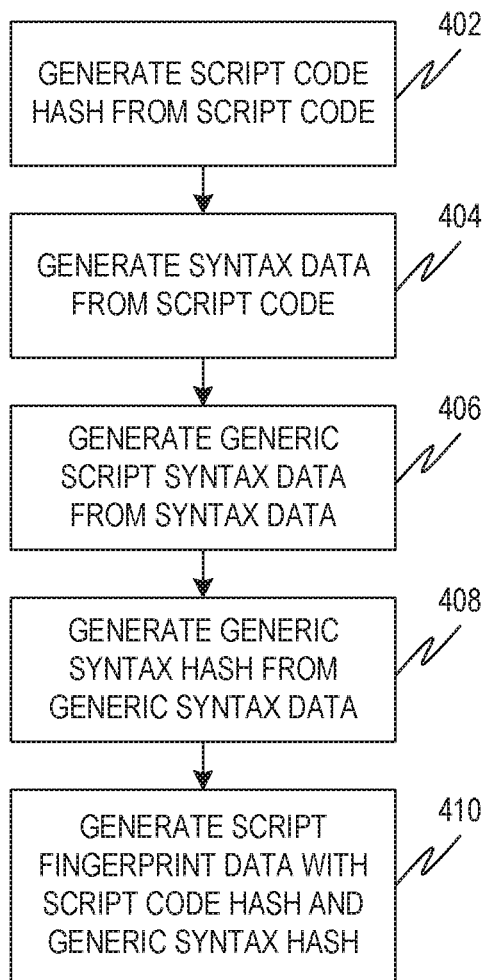 402
GENERATE SCRIPT CODE
HASH FROM SCRIPT CODE
404
GENERATE SYNTAX DATA
FROM SCRIPT CODE
406
GENERATE GENERIC
SCRIPT SYNTAX DATA
FROM SYNTAX DATA
408
GENERATE GENERIC
SYNTAX HASH FROM
GENERIC SYNTAX DATA
410
GENERATE SCRIPT
FINGERPRINT DATA WITH
SCRIPT CODE HASH AND
GENERIC SYNTAX HASH